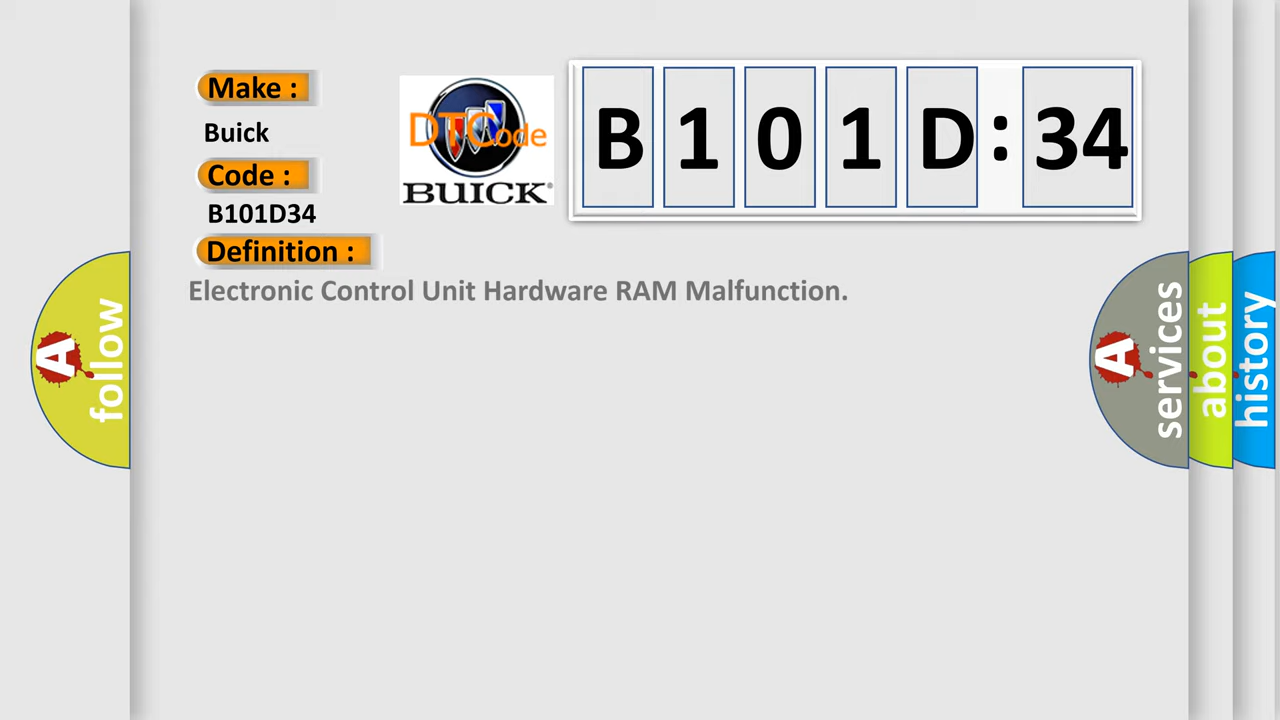 Make :
Buick
Code :
B101D34
Definition :
Electronic Control Unit Hardware RAM Malfunction.
DTCode
BUICK®
B 1 0 1 D : 34
A follow
A services
about
history